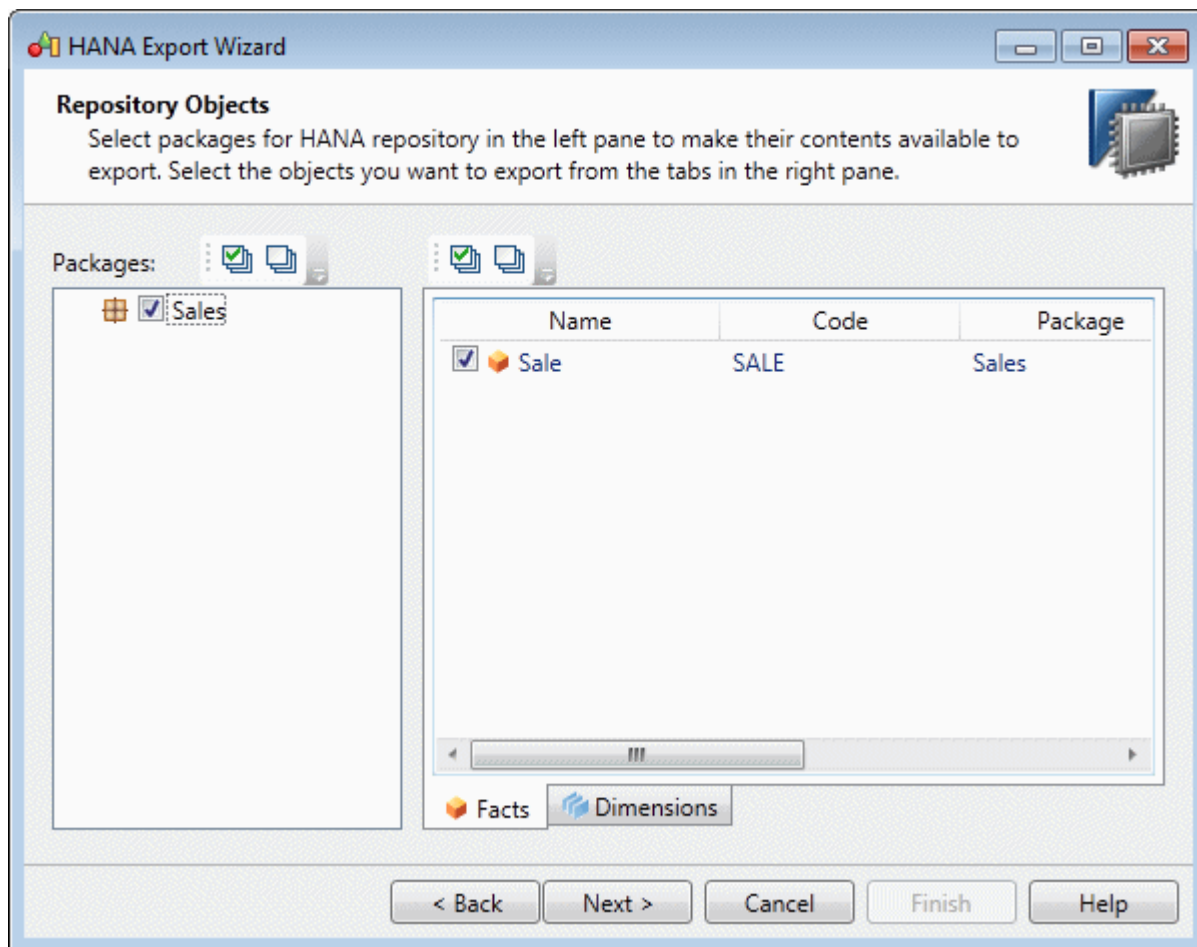 HANA Export Wizard
Repository Objects
Select packages for HANA repository in the left pane to make their contents available to
export. Select the objects you want to export from the tabs in the right pane.
Packages:
Sales
Name Code Package
Sale SALE Sales
Facts Dimensions
< Back Next > Cancel Finish Help